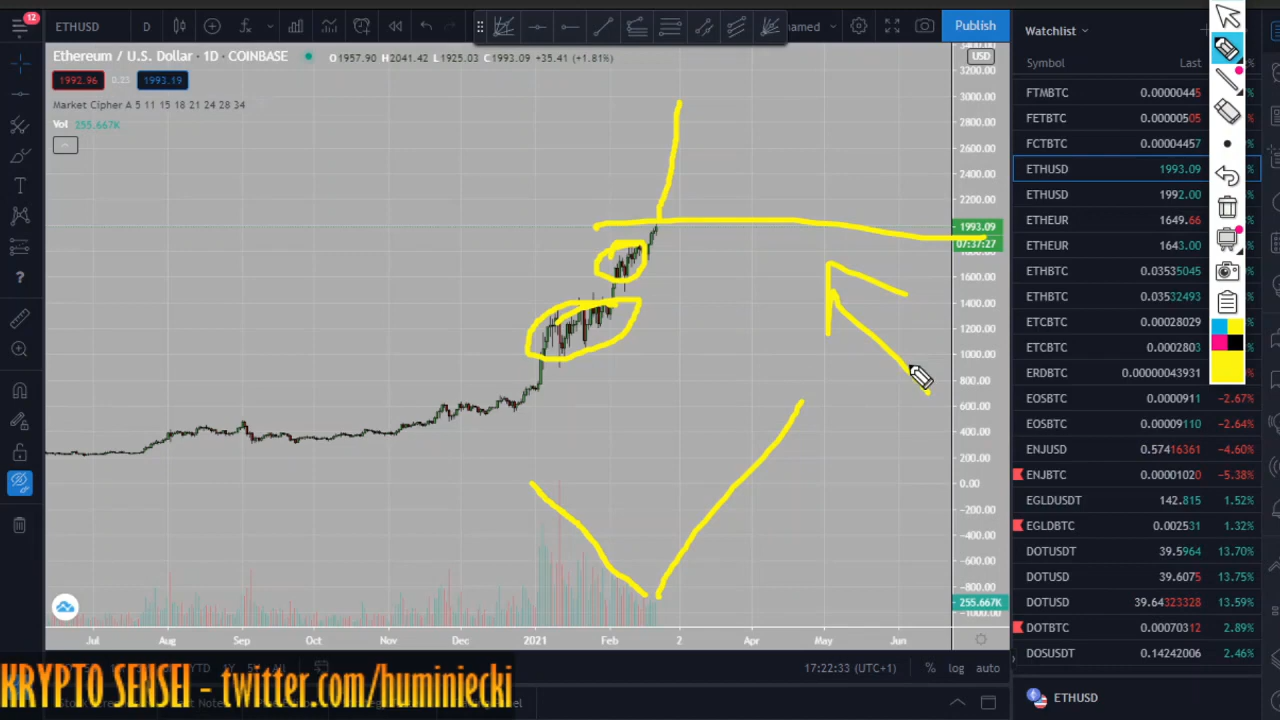 12
ETHUSD D Publish
Ethereum / U.S. Dollar · 1D · COINBASE O1957.90 H2041.42 L1925.03 C1993.09 +35.41 (+1.81%)
1992.96 0.23 1993.19
Market Cipher A 5 11 15 18 21 24 28 34
Vol 255.667K
USD
3200.00
3000.00
2800.00
2600.00
2400.00
2200.00
1993.09
07:37:27
1600.00
1400.00
1200.00
1000.00
800.00
600.00
400.00
200.00
0.00
-200.00
-400.00
-600.00
-800.00
255.667K
Jul Aug Sep Oct Nov Dec 2021 Feb 2 Apr May Jun
17:22:33 (UTC+1) % log auto
KRYPTO SENSEI - twitter.com/huminiecki
Watchlist
Symbol Last
FTMBTC 0.00000445
FETBTC 0.00000505
FCTBTC 0.00004457
ETHUSD 1993.09
ETHUSD 1992.00
ETHEUR 1649.66
ETHEUR 1643.00
ETHBTC 0.03535045
ETHBTC 0.03532493
ETCBTC 0.00028029
ETCBTC 0.0002803
ERDBTC 0.00000043931
EOSBTC 0.0000911 −2.67%
EOSBTC 0.00009110 −2.64%
ENJUSD 0.57416361 −4.60%
ENJBTC 0.00001020 −5.38%
EGLDUSDT 142.815 1.52%
EGLDBTC 0.002531 1.32%
DOTUSDT 39.5964 13.70%
DOTUSD 39.6075 13.75%
DOTUSD 39.64323328 13.59%
DOTBTC 0.00070312 2.89%
DOSUSDT 0.14242006 2.46%
ETHUSD